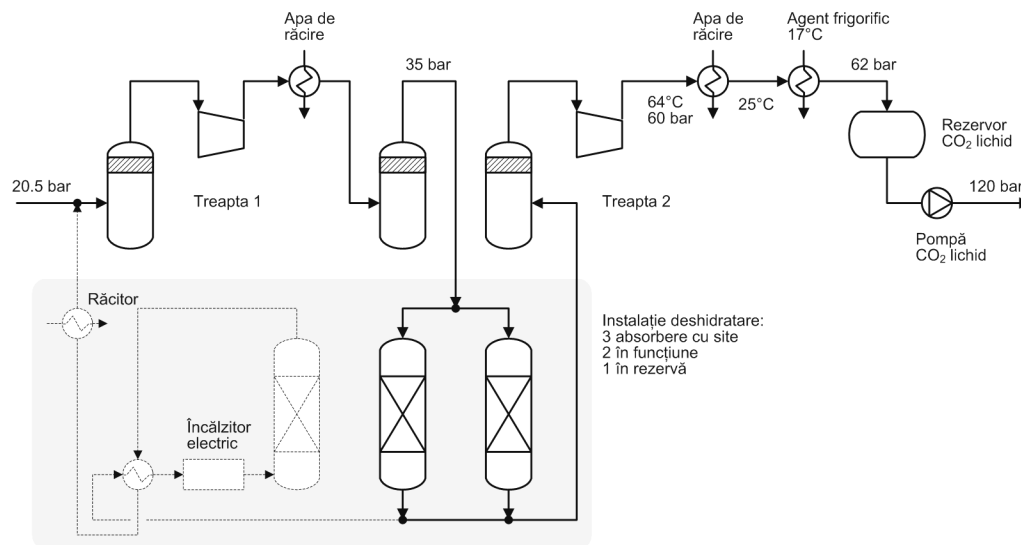 Apa de
răcire
Apa de
răcire
Agent frigorific
17°C
35 bar
62 bar
64°C
60 bar
25°C
Rezervor
CO₂ lichid
20.5 bar
Treapta 1
Treapta 2
120 bar
Pompă
CO₂ lichid
Răcitor
Instalație deshidratare:
3 absorbere cu site
2 în funcțiune
1 în rezervă
Încălzitor
electric